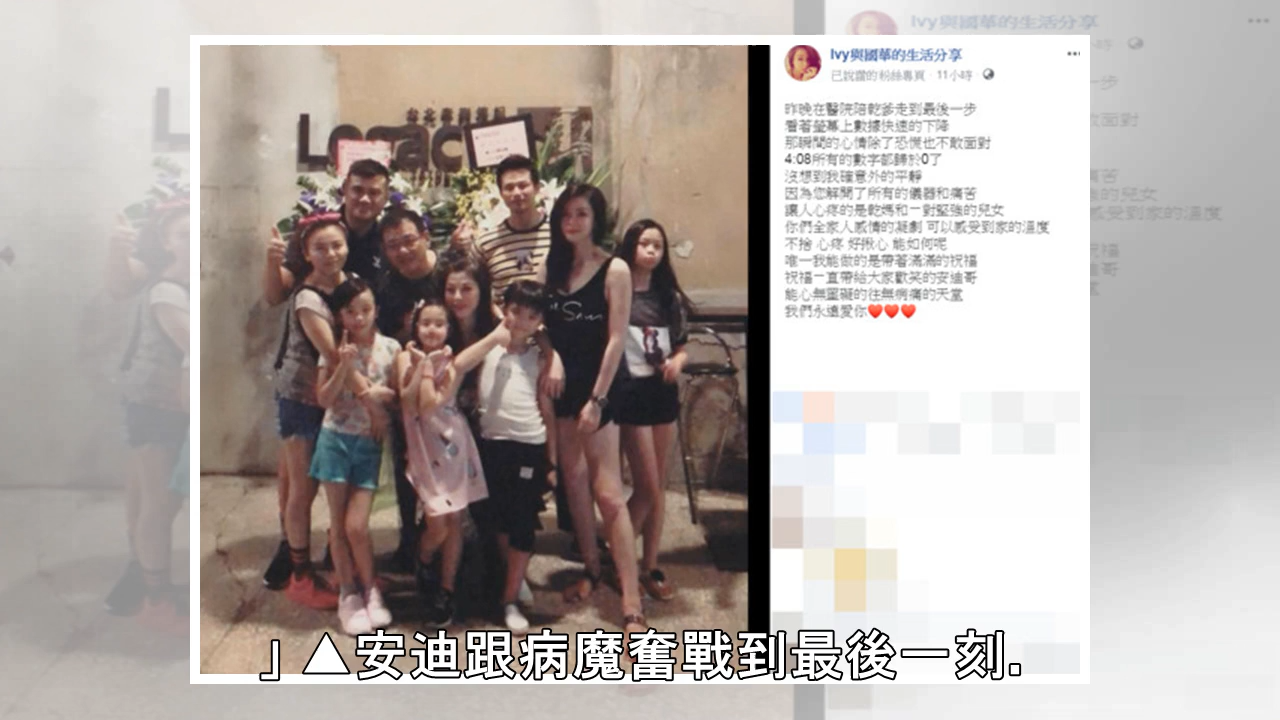 Ivy與國華的生活分享
已說讚的粉絲專頁 · 11小時 ·
昨晚在醫院陪乾爹走到最後一步
看著螢幕上數據快速的下降
那瞬間的心情除了恐慌也不敢面對
4:08所有的數字都歸於0了
沒想到我確意外的平靜
因為您解開了所有的儀器和痛苦
讓人心疼的是乾媽和一對堅強的兒女
你們全家人感情的凝劇 可以感受到家的溫度
不捨 心疼 好揪心 能如何呢
唯一我能做的是帶著滿滿的祝福
祝福一直帶給大家歡笑的安迪哥
能心無罣礙的往無病痛的天堂
我們永遠愛你❤️❤️❤️
」▲安迪跟病魔奮戰到最後一刻.